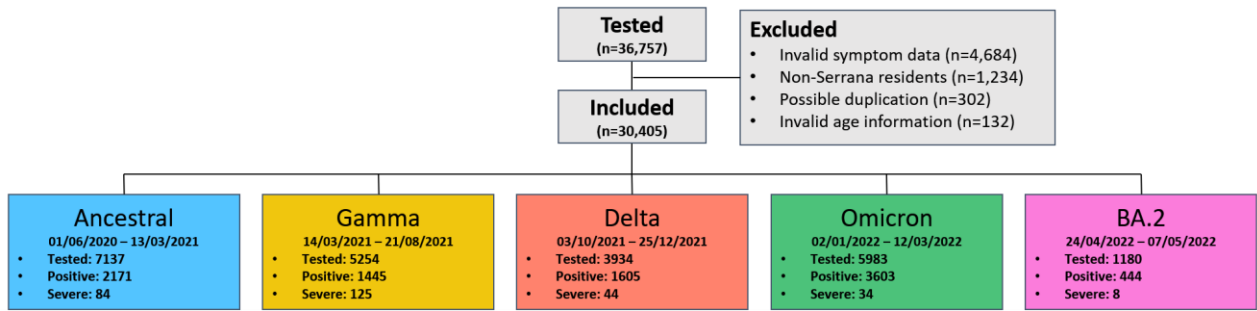 Tested
(n=36,757)
Excluded
• Invalid symptom data (n=4,684)
• Non-Serrana residents (n=1,234)
• Possible duplication (n=302)
• Invalid age information (n=132)
Included
(n=30,405)
Ancestral
01/06/2020 – 13/03/2021
• Tested: 7137
• Positive: 2171
• Severe: 84
Gamma
14/03/2021 – 21/08/2021
• Tested: 5254
• Positive: 1445
• Severe: 125
Delta
03/10/2021 – 25/12/2021
• Tested: 3934
• Positive: 1605
• Severe: 44
Omicron
02/01/2022 – 12/03/2022
• Tested: 5983
• Positive: 3603
• Severe: 34
BA.2
24/04/2022 – 07/05/2022
• Tested: 1180
• Positive: 444
• Severe: 8